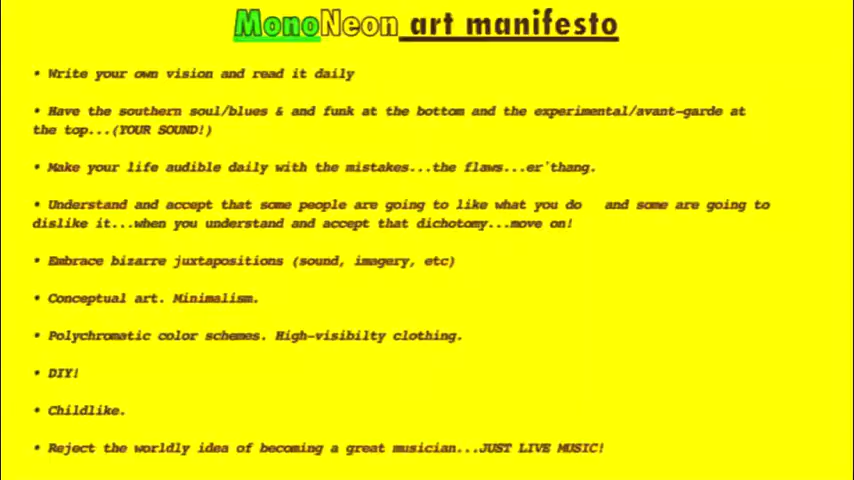 MonoNeon art manifesto
• Write your own vision and read it daily
• Have the southern soul/blues & and funk at the bottom and the experimental/avant-garde at
the top...(YOUR SOUND!)
• Make your life audible daily with the mistakes...the flaws...er'thang.
• Understand and accept that some people are going to like what you do and some are going to
dislike it...when you understand and accept that dichotomy...move on!
• Embrace bizarre juxtapositions (sound, imagery, etc)
• Conceptual art. Minimalism.
• Polychromatic color schemes. High-visibilty clothing.
• DIY!
• Childlike.
• Reject the worldly idea of becoming a great musician...JUST LIVE MUSIC!